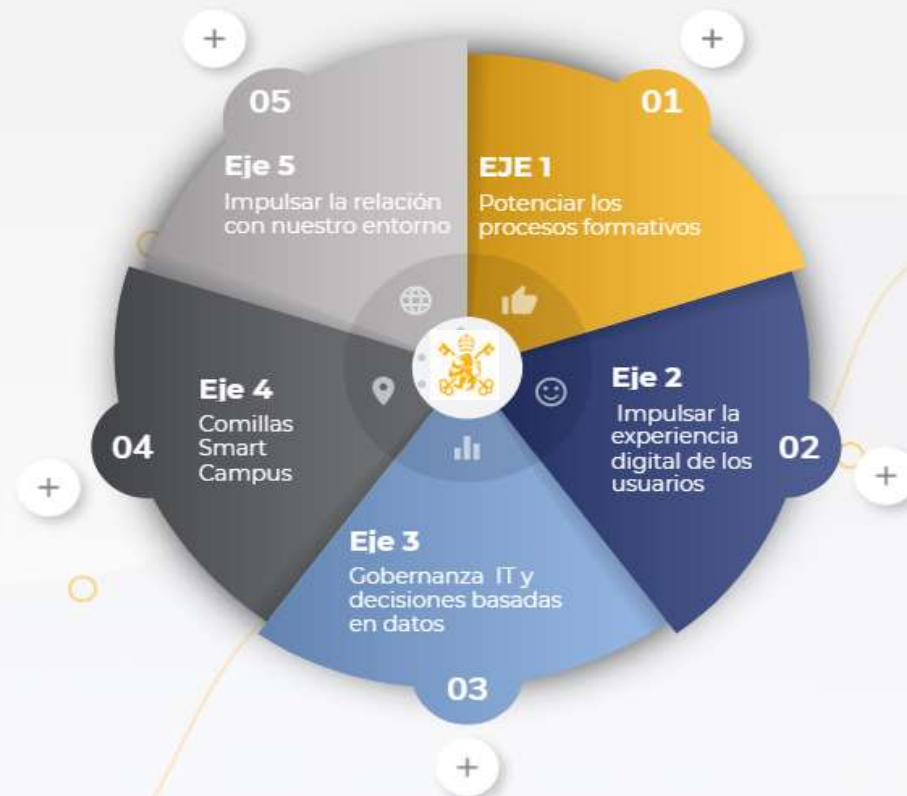 05
Eje 5
Impulsar la relación
con nuestro entorno
01
EJE 1
Potenciar los
procesos formativos
02
Eje 2
Impulsar la
experiencia
digital de los
usuarios
03
Eje 3
Gobernanza IT y
decisiones basadas
en datos
04
Eje 4
Comillas
Smart
Campus